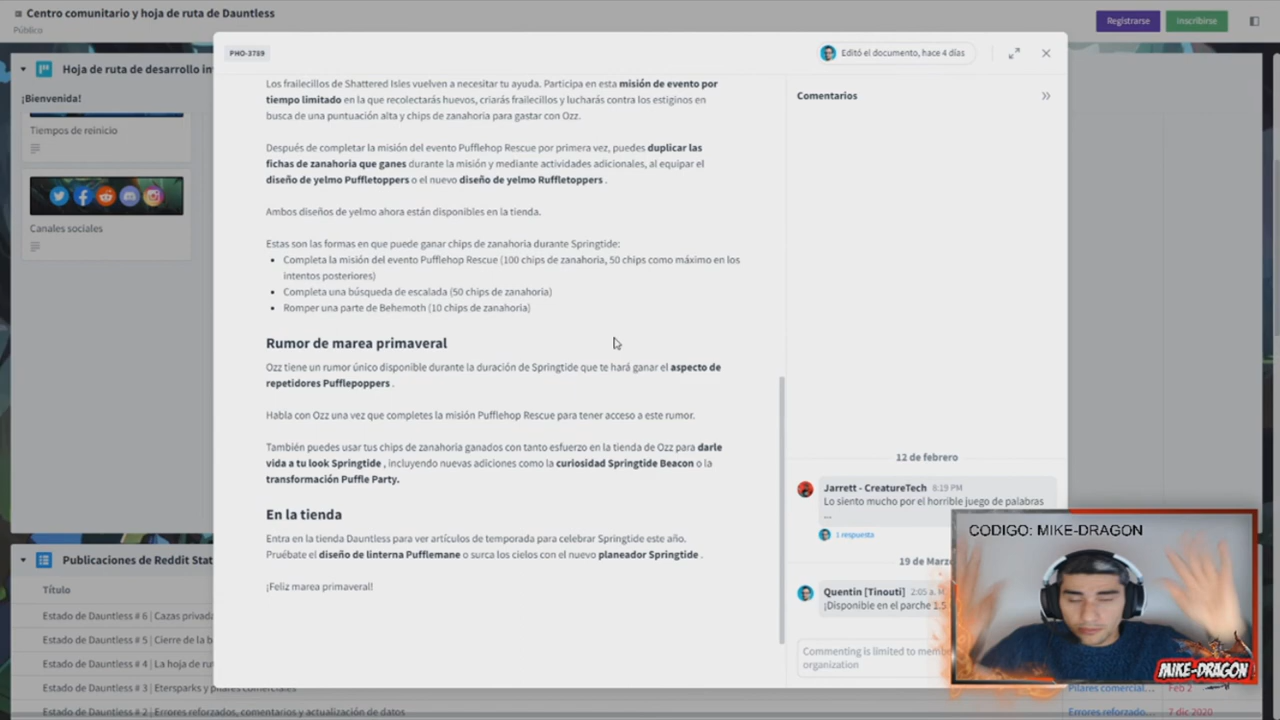 Centro comunitario y hoja de ruta de Dauntless
Público
Registrarse
Inscribirse
Hoja de ruta de desarrollo in
¡Bienvenida!
Tiempos de reinicio
Canales sociales
PHO-3789
Editó el documento, hace 4 días
Los frailecillos de Shattered Isles vuelven a necesitar tu ayuda. Participa en esta misión de evento por
tiempo limitado en la que recolectarás huevos, criarás frailecillos y lucharás contra los estiginos en
busca de una puntuación alta y chips de zanahoria para gastar con Ozz.
Después de completar la misión del evento Pufflehop Rescue por primera vez, puedes duplicar las
fichas de zanahoria que ganes durante la misión y mediante actividades adicionales, al equipar el
diseño de yelmo Puffletoppers o el nuevo diseño de yelmo Ruffletoppers .
Ambos diseños de yelmo ahora están disponibles en la tienda.
Estas son las formas en que puede ganar chips de zanahoria durante Springtide:
• Completa la misión del evento Pufflehop Rescue (100 chips de zanahoria, 50 chips como máximo en los
intentos posteriores)
• Completa una búsqueda de escalada (50 chips de zanahoria)
• Romper una parte de Behemoth (10 chips de zanahoria)
Rumor de marea primaveral
Ozz tiene un rumor único disponible durante la duración de Springtide que te hará ganar el aspecto de
repetidores Pufflepoppers .
Habla con Ozz una vez que completes la misión Pufflehop Rescue para tener acceso a este rumor.
También puedes usar tus chips de zanahoria ganados con tanto esfuerzo en la tienda de Ozz para darle
vida a tu look Springtide , incluyendo nuevas adiciones como la curiosidad Springtide Beacon o la
transformación Puffle Party.
En la tienda
Entra en la tienda Dauntless para ver artículos de temporada para celebrar Springtide este año.
Pruébate el diseño de linterna Pufflemane o surca los cielos con el nuevo planeador Springtide .
¡Feliz marea primaveral!
Comentarios
12 de febrero
Jarrett - CreatureTech 8:19 PM
Lo siento mucho por el horrible juego de palabras
...
1 respuesta
19 de Marzo
Quentin [Tinouti] 2:05 a. m.
¡Disponible en el parche 1.5
Commenting is limited to memb
organization
CODIGO: MIKE-DRAGON
MIKE-DRAGON
Publicaciones de Reddit Stat
Título
Estado de Dauntless # 6 | Cazas privada
Estado de Dauntless # 5 | Cierre de la b
Estado de Dauntless # 4 | La hoja de ru
Estado de Dauntless # 3 | Etersparks y pilares comerciales
Pilares comercial... Feb 2
Estado de Dauntless # 2 | Errores reforzados, comentarios y actualización de datos
Errores reforzado... 7 dic 2020